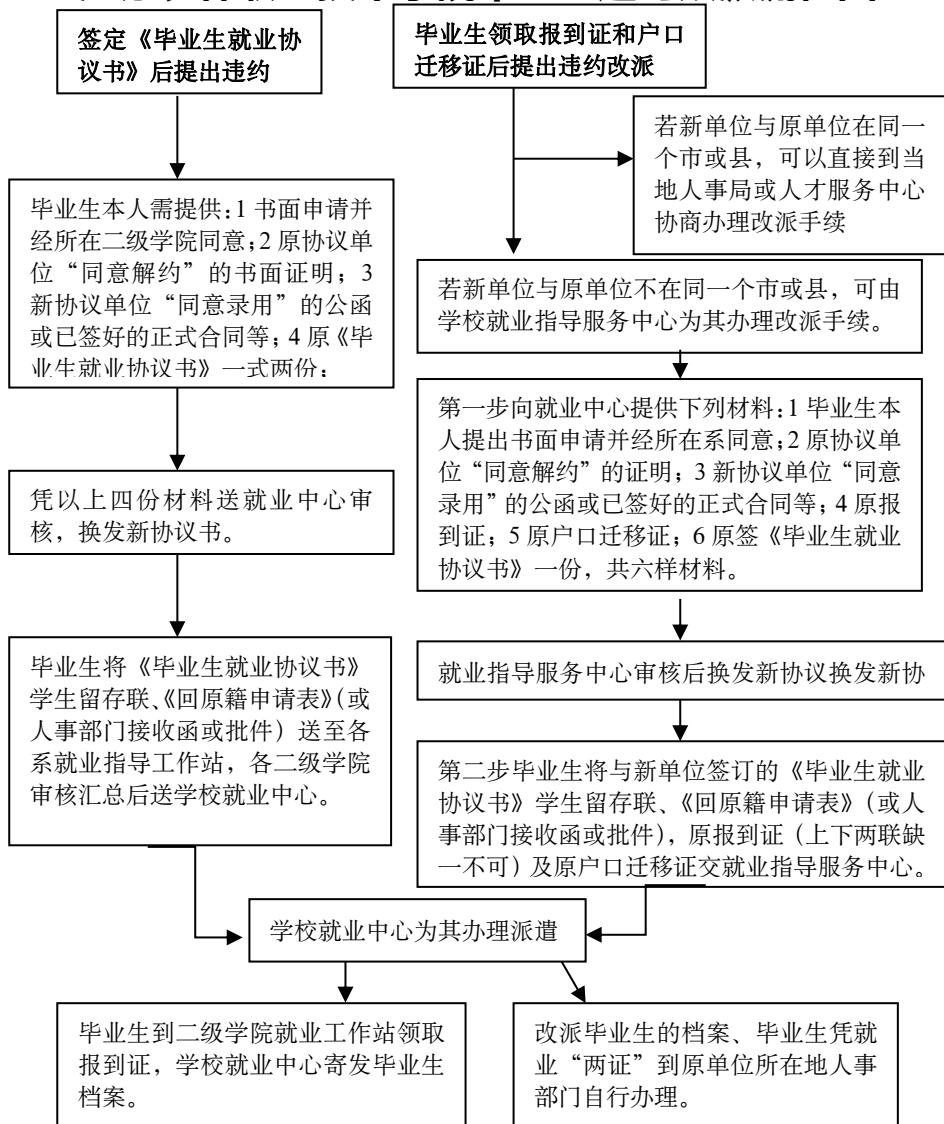 签定《毕业生就业协
议书》后提出违约
毕业生领取报到证和户口
迁移证后提出违约改派
若新单位与原单位在同一
个市或县，可以直接到当
地人事局或人才服务中心
协商办理改派手续
毕业生本人需提供：1 书面申请并
经所在二级学院同意；2 原协议单
位“同意解约”的书面证明；3
新协议单位“同意录用”的公函
或已签好的正式合同等；4 原《毕
业生就业协议书》一式两份；
若新单位与原单位不在同一个市或县，可由
学校就业指导服务中心为其办理改派手续。
第一步向就业中心提供下列材料：1 毕业生本
人提出书面申请并经所在系同意；2 原协议单
位“同意解约”的证明；3 新协议单位“同意
录用”的公函或已签好的正式合同等；4 原报
到证；5 原户口迁移证；6 原签《毕业生就业
协议书》一份，共六样材料。
凭以上四份材料送就业中心审
核，换发新协议书。
毕业生将《毕业生就业协议书》
学生留存联、《回原籍申请表》（或
人事部门接收函或批件）送至各
系就业指导工作站，各二级学院
审核汇总后送学校就业中心。
就业指导服务中心审核后换发新协议换发新协
第二步毕业生将与新单位签订的《毕业生就业
协议书》学生留存联、《回原籍申请表》（或人
事部门接收函或批件），原报到证（上下两联缺
一不可）及原户口迁移证交就业指导服务中心。
学校就业中心为其办理派遣
毕业生到二级学院就业工作站领取
报到证，学校就业中心寄发毕业生
档案。
改派毕业生的档案、毕业生凭就
业“两证”到原单位所在地人事
部门自行办理。